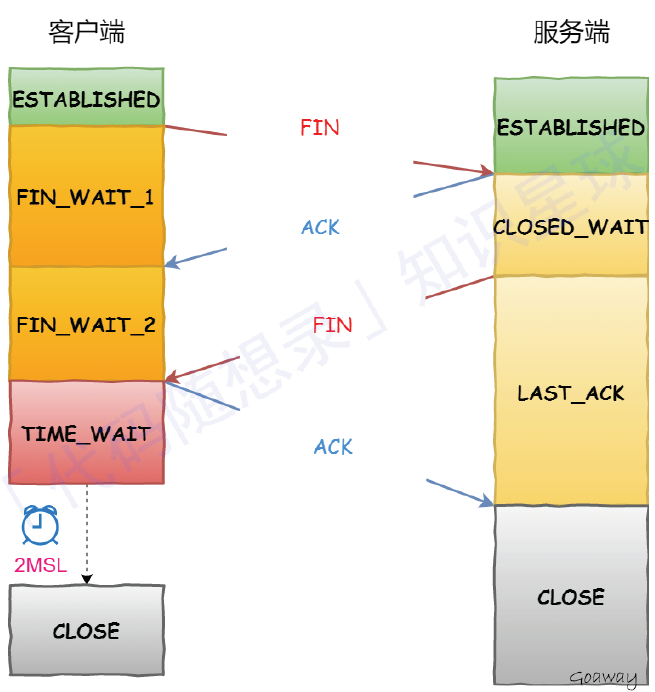 客户端
服务端
ESTABLISHED
ESTABLISHED
FIN
FIN_WAIT_1
CLOSED_WAIT
ACK
FIN_WAIT_2
FIN
LAST_ACK
TIME_WAIT
ACK
2MSL
CLOSE
CLOSE
Goaway
「代码随想录」知识星球